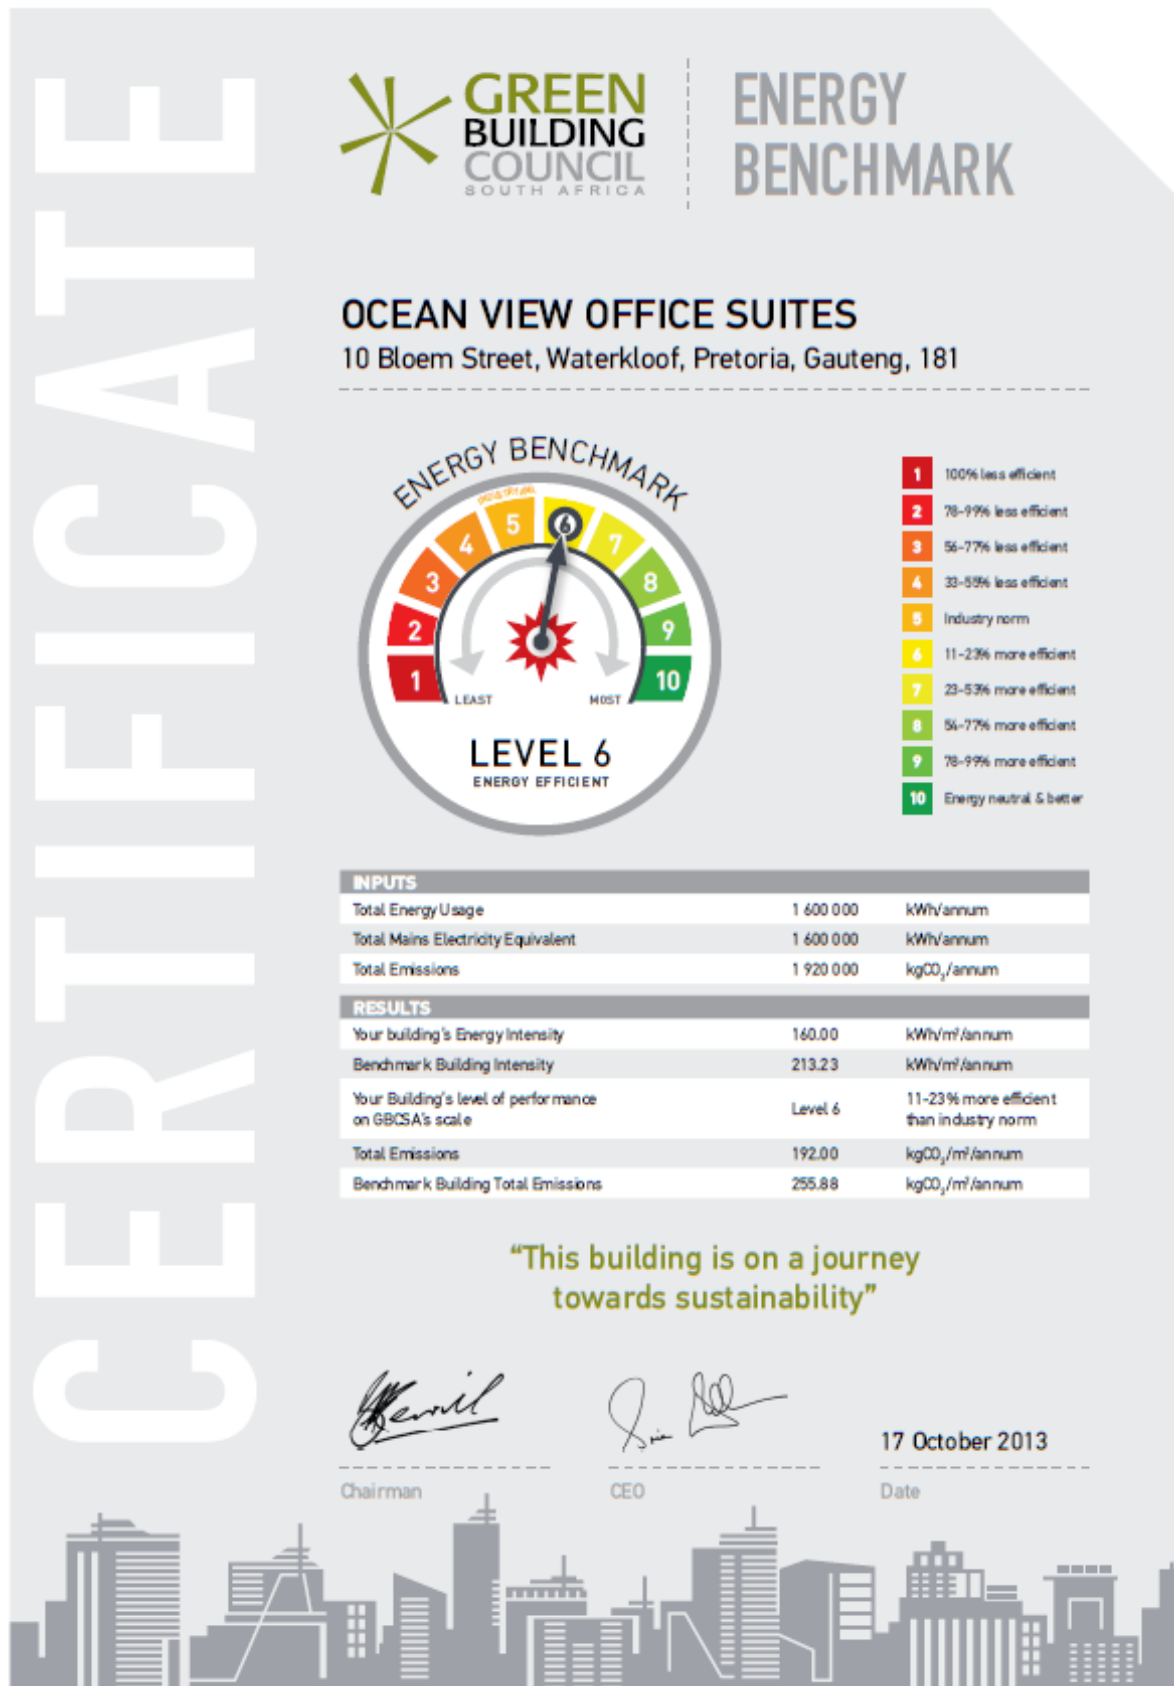 CERTIFICATE
GREEN
BUILDING
COUNCIL
SOUTH AFRICA
ENERGY
BENCHMARK
OCEAN VIEW OFFICE SUITES
10 Bloem Street, Waterkloof, Pretoria, Gauteng, 181
ENERGY BENCHMARK
1
2
3
4
5
6
7
8
9
10
LEAST
MOST
LEVEL 6
ENERGY EFFICIENT
1 100% less efficient
2 78-99% less efficient
3 56-77% less efficient
4 33-55% less efficient
5 Industry norm
6 11-23% more efficient
7 23-53% more efficient
8 54-77% more efficient
9 78-99% more efficient
10 Energy neutral & better
INPUTS
Total Energy Usage 1 600 000 kWh/annum
Total Mains Electricity Equivalent 1 600 000 kWh/annum
Total Emissions 1 920 000 kgCO₂/annum
RESULTS
Your building's Energy Intensity 160.00 kWh/m²/annum
Benchmark Building Intensity 213.23 kWh/m²/annum
Your Building's level of performance
on GBCSA's scale
Level 6
11-23% more efficient
than industry norm
Total Emissions 192.00 kgCO₂/m²/annum
Benchmark Building Total Emissions 255.88 kgCO₂/m²/annum
“This building is on a journey
towards sustainability”
17 October 2013
Chairman CEO Date